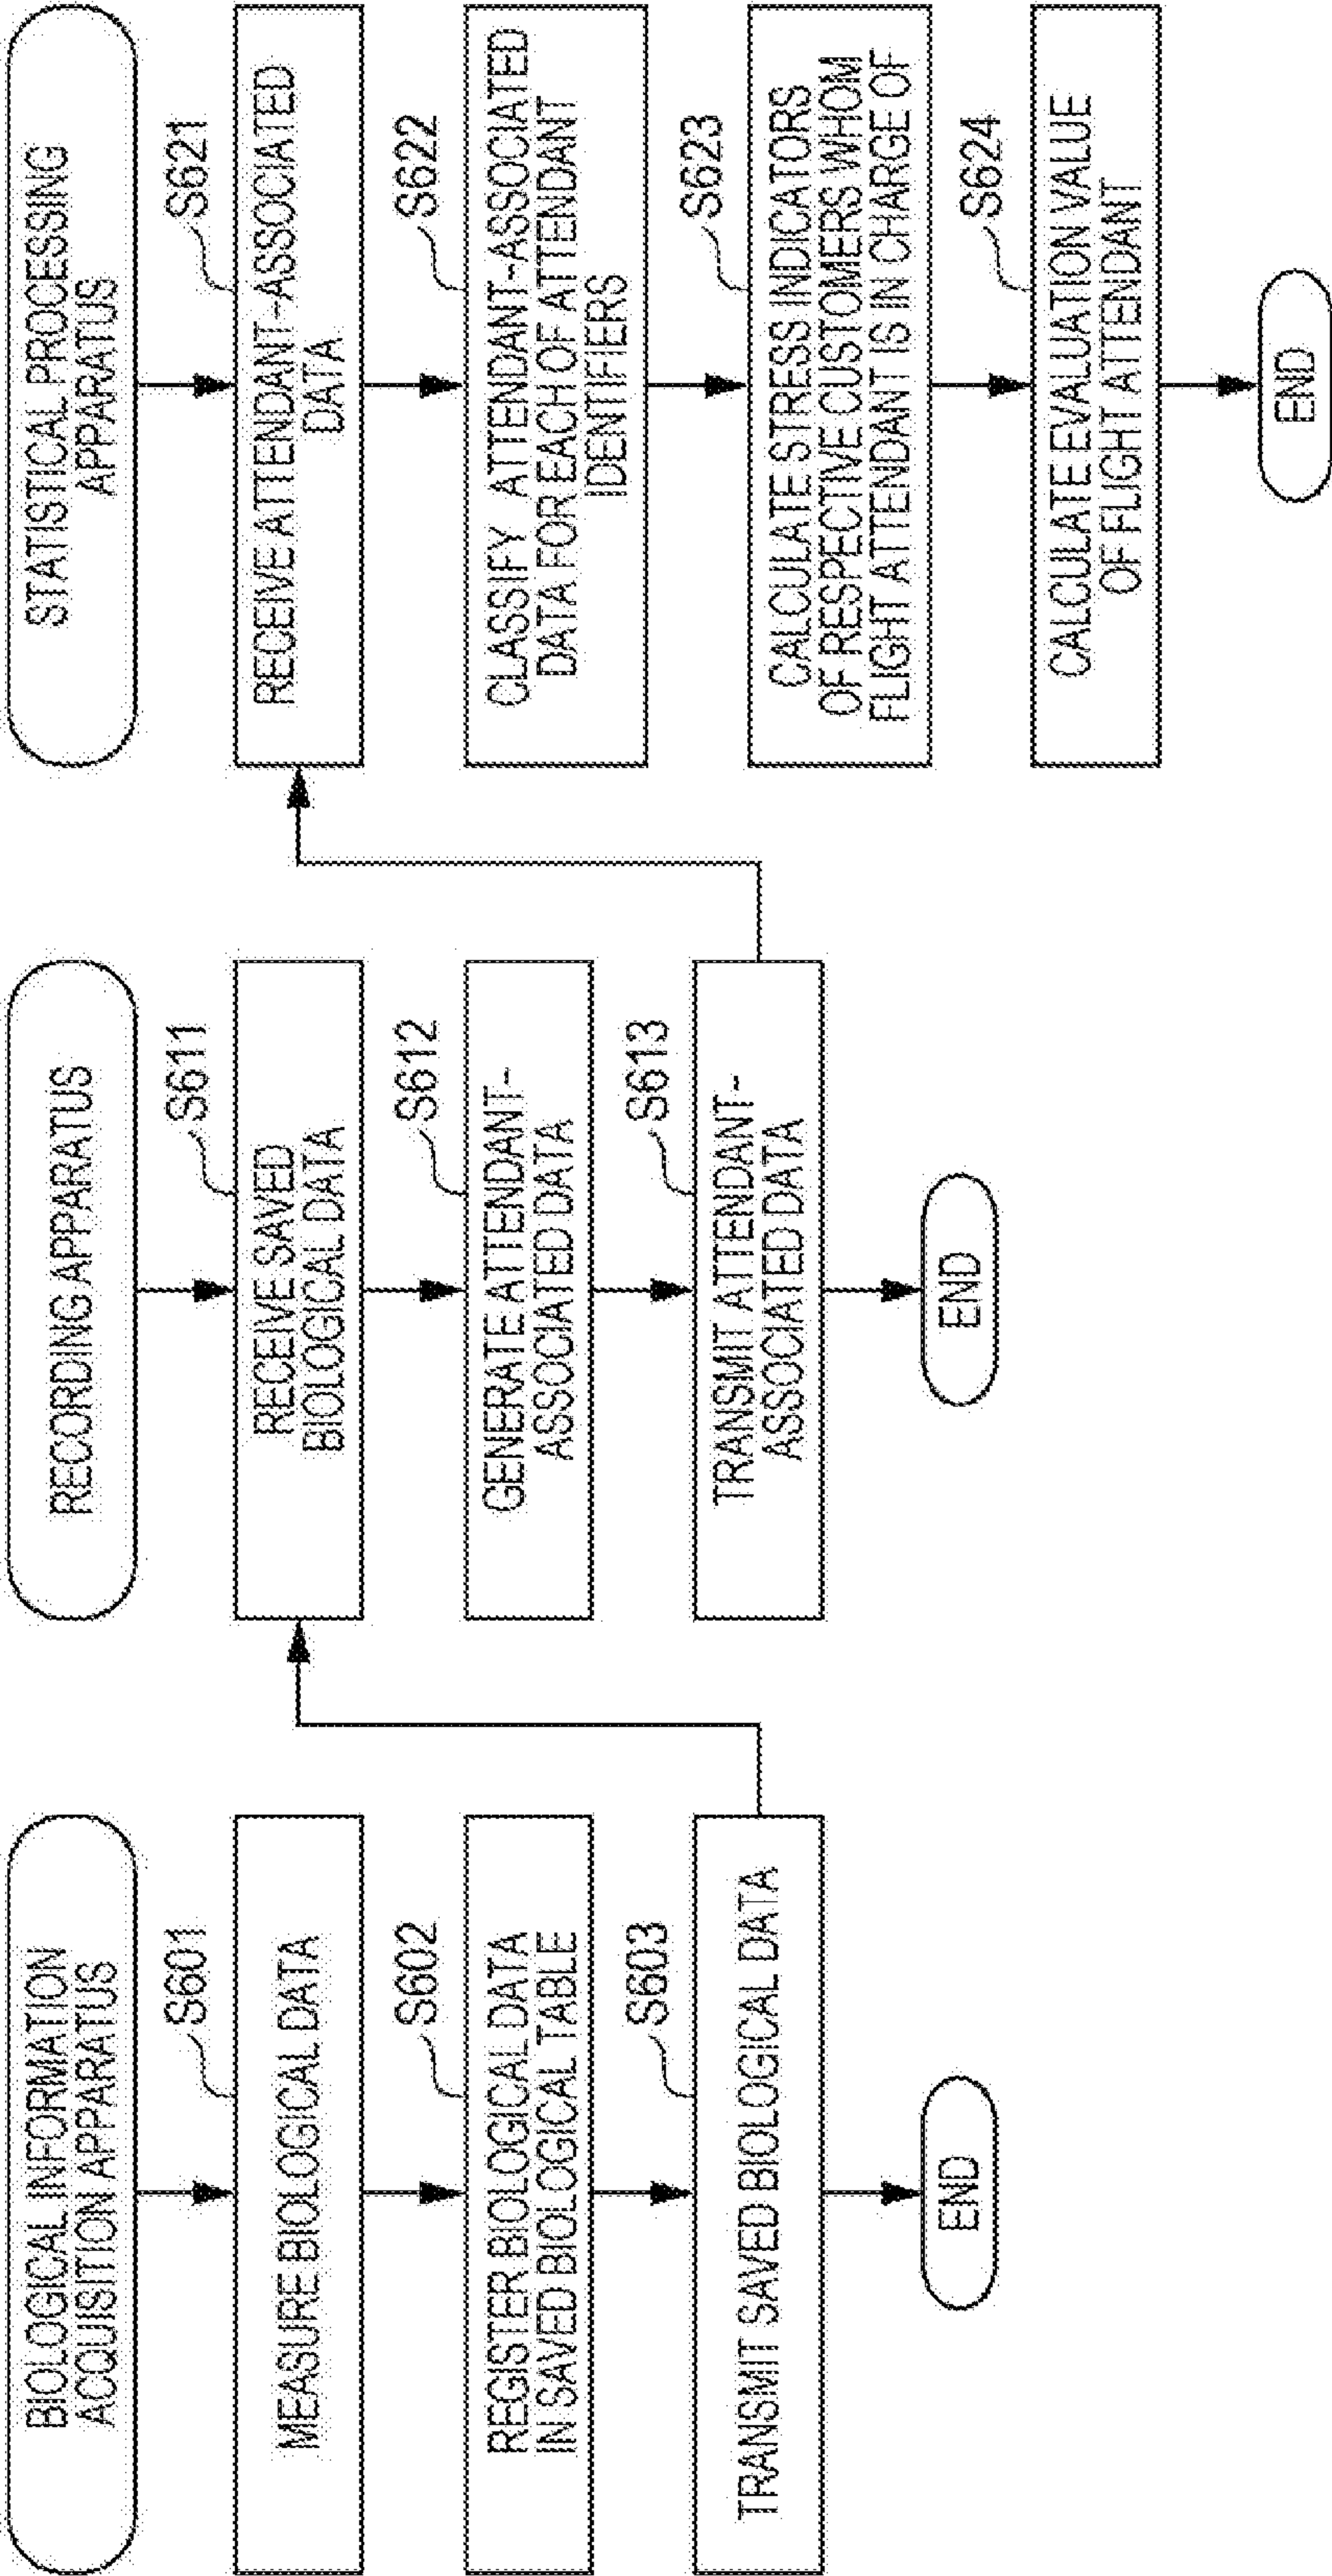 BIOLOGICAL INFORMATION
ACQUISITION APPARATUS
S601
MEASURE BIOLOGICAL DATA
S602
REGISTER BIOLOGICAL DATA
IN SAVED BIOLOGICAL TABLE
S603
TRANSMIT SAVED BIOLOGICAL DATA
END
RECORDING APPARATUS
S611
RECEIVE SAVED
BIOLOGICAL DATA
S612
GENERATE ATTENDANT-
ASSOCIATED DATA
S613
TRANSMIT ATTENDANT-
ASSOCIATED DATA
END
STATISTICAL PROCESSING
APPARATUS
S621
RECEIVE ATTENDANT-ASSOCIATED
DATA
S622
CLASSIFY ATTENDANT-ASSOCIATED
DATA FOR EACH OF ATTENDANT
IDENTIFIERS
S623
CALCULATE STRESS INDICATORS
OF RESPECTIVE CUSTOMERS WHOM
FLIGHT ATTENDANT IS IN CHARGE OF
S624
CALCULATE EVALUATION VALUE
OF FLIGHT ATTENDANT
END